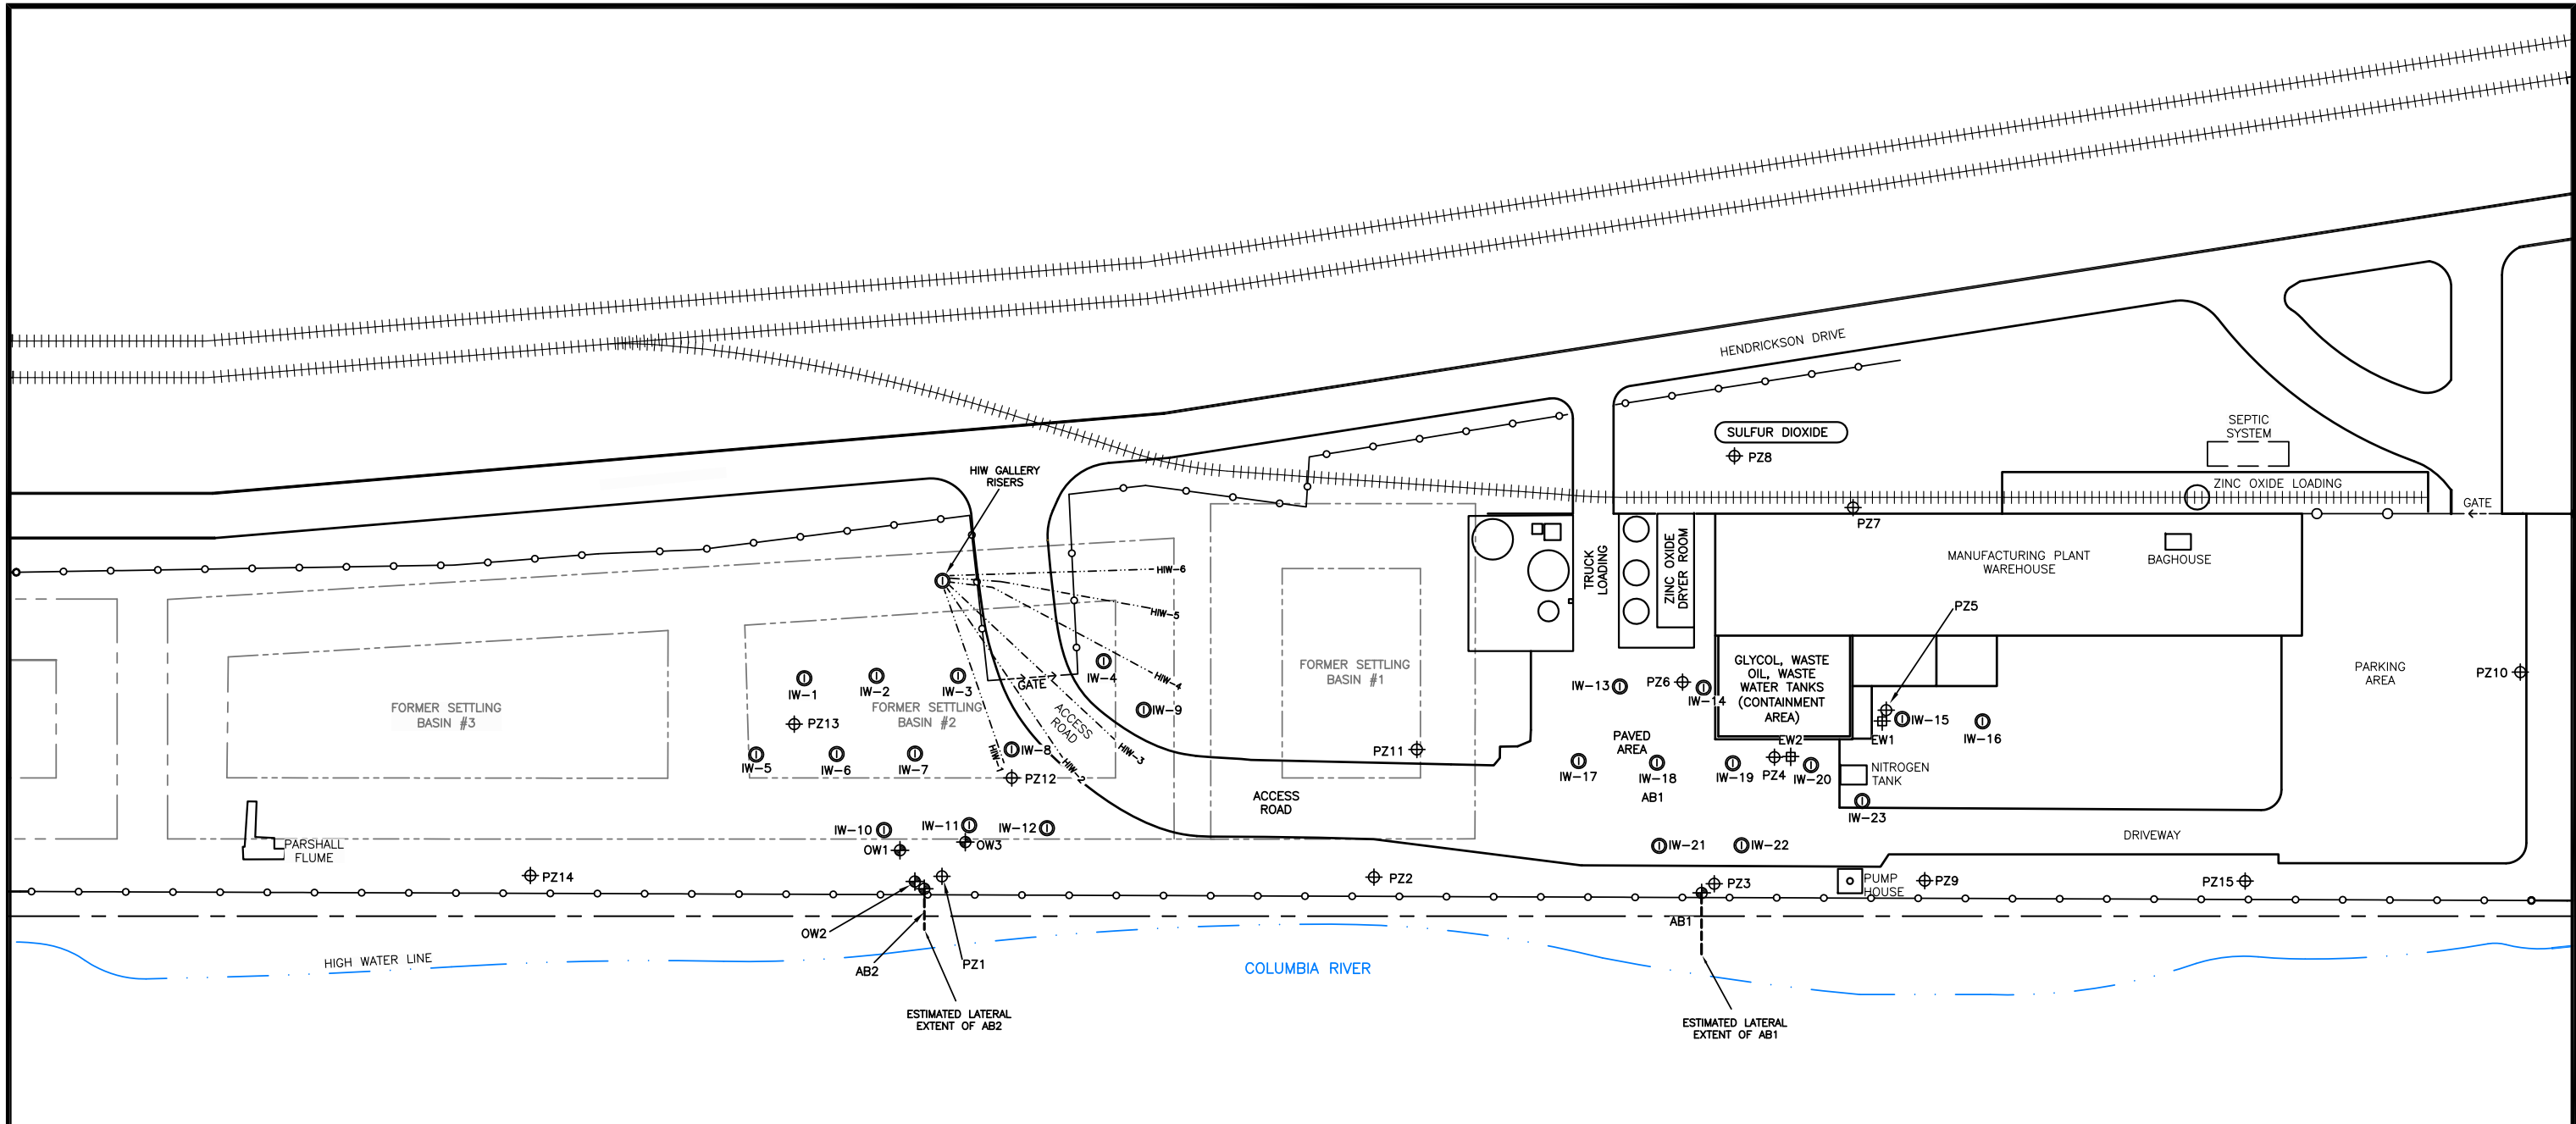 HENDRICKSON DRIVE
SEPTIC
SYSTEM
SULFUR DIOXIDE
PZ8
HIW GALLERY
RISERS
ZINC OXIDE LOADING
GATE
PZ7
MANUFACTURING PLANT
WAREHOUSE
BAGHOUSE
TRUCK
LOADING
ZINC OXIDE
DRYER ROOM
HIW-6
HIW-5
HIW-4
HIW-3
HIW-2
HIW-1
PZ5
FORMER SETTLING
BASIN #1
GLYCOL, WASTE
OIL, WASTE
WATER TANKS
(CONTAINMENT
AREA)
PARKING
AREA
PZ10
IW-1
IW-2
IW-3
GATE
IW-4
IW-13
PZ6
IW-14
FORMER SETTLING
BASIN #3
FORMER SETTLING
BASIN #2
PZ13
ACCESS
ROAD
IW-9
IW-15
IW-16
PAVED
AREA
EW2
EW1
PZ11
IW-5
IW-6
IW-7
IW-8
PZ12
IW-17
IW-18
IW-19
PZ4
IW-20
NITROGEN
TANK
AB1
ACCESS
ROAD
IW-23
IW-10
IW-11
IW-12
DRIVEWAY
PARSHALL
FLUME
OW1
OW3
IW-21
IW-22
PZ14
PZ2
PZ3
PUMP
HOUSE
PZ9
PZ15
OW2
AB1
HIGH WATER LINE
AB2
PZ1
COLUMBIA RIVER
ESTIMATED LATERAL
EXTENT OF AB2
ESTIMATED LATERAL
EXTENT OF AB1